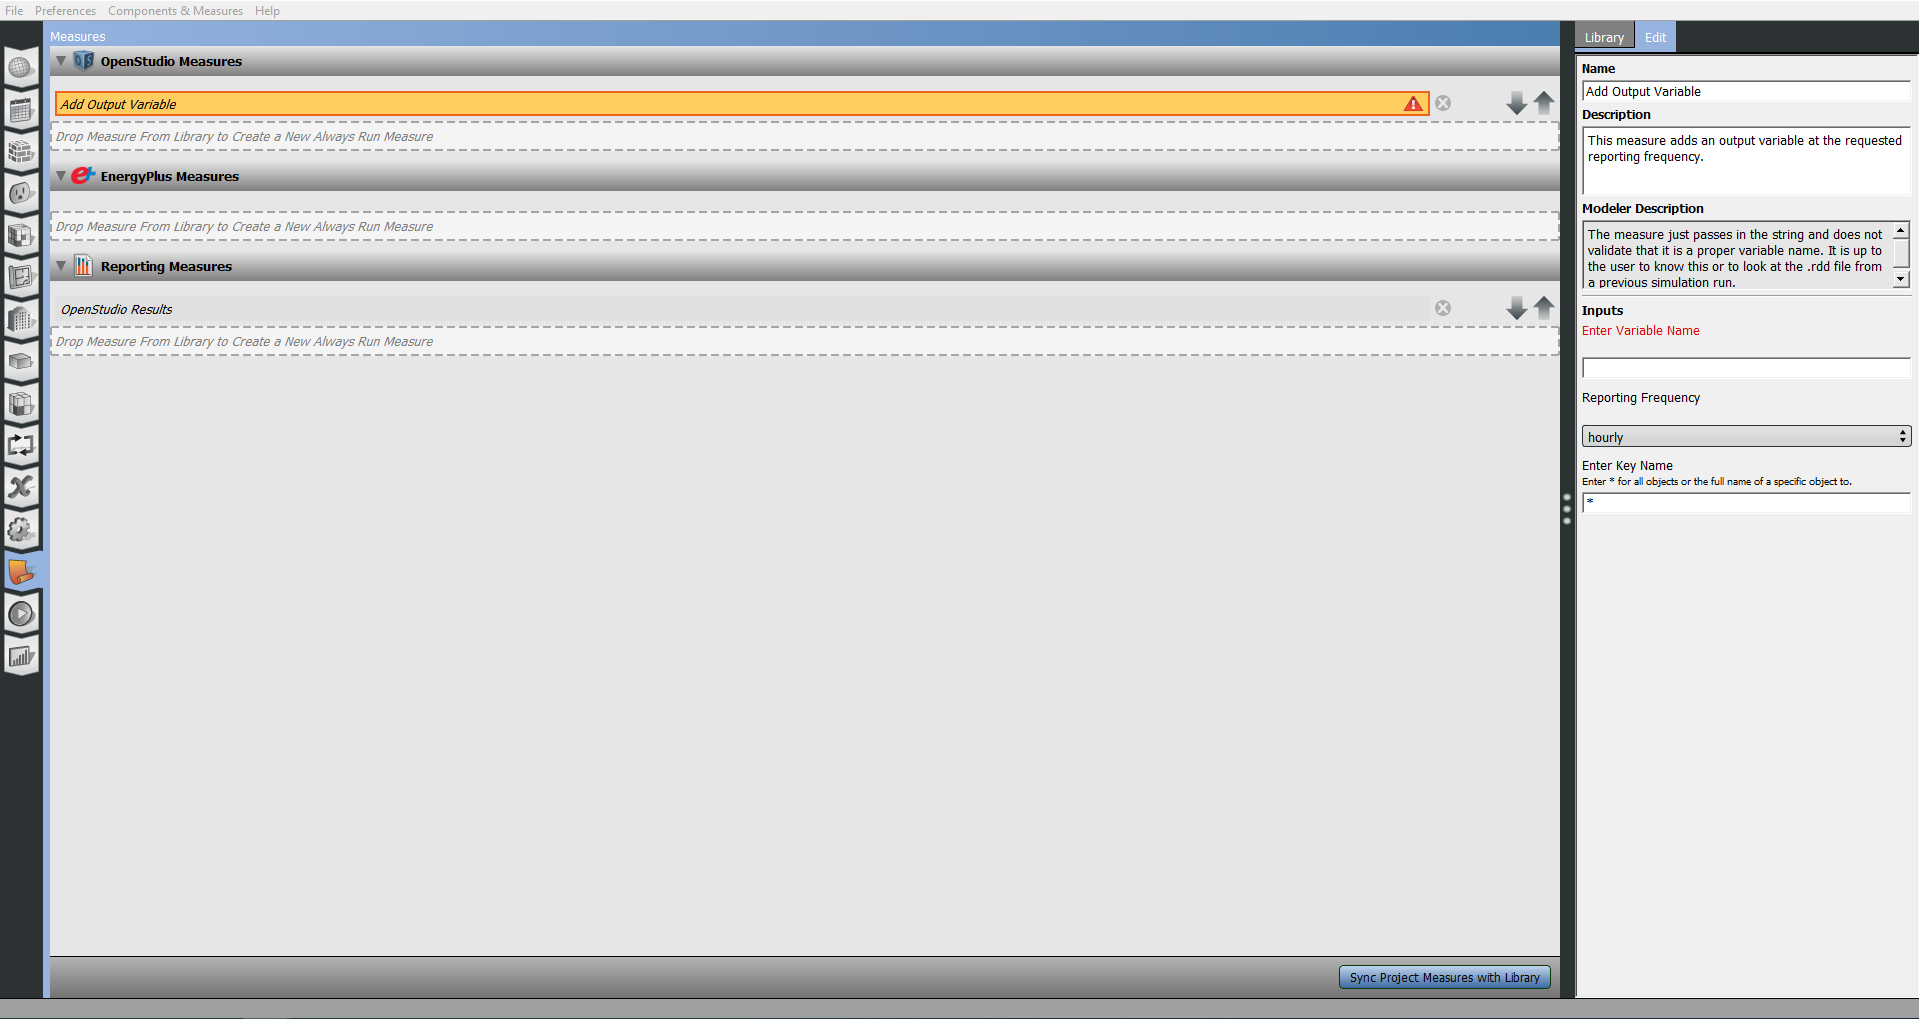 File Preferences Components & Measures Help
Measures
OpenStudio Measures
Add Output Variable
Drop Measure From Library to Create a New Always Run Measure
EnergyPlus Measures
Drop Measure From Library to Create a New Always Run Measure
Reporting Measures
OpenStudio Results
Drop Measure From Library to Create a New Always Run Measure
Sync Project Measures with Library
Library Edit
Name
Add Output Variable
Description
This measure adds an output variable at the requested
reporting frequency.
Modeler Description
The measure just passes in the string and does not
validate that it is a proper variable name. It is up to
the user to know this or to look at the .rdd file from
a previous simulation run.
Inputs
Enter Variable Name
Reporting Frequency
hourly
Enter Key Name
Enter * for all objects or the full name of a specific object to.
*